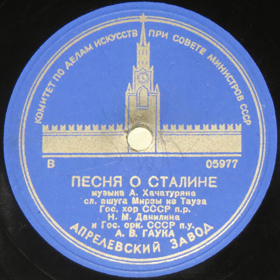 КОМИТЕТ ПО ДЕЛАМ ИСКУССТВ ПРИ СОВЕТЕ МИНИСТРОВ СССР
В 05977
ПЕСНЯ О СТАЛИНЕ
музыка А. Хачатуряна
сл. ашуга Мирзы из Тауза
Гос. хор СССР п.р.
Н. М. Данилина
и Гос. орк. СССР п.у.
А. В. ГАУКА
АПРЕЛЕВСКИЙ ЗАВОД